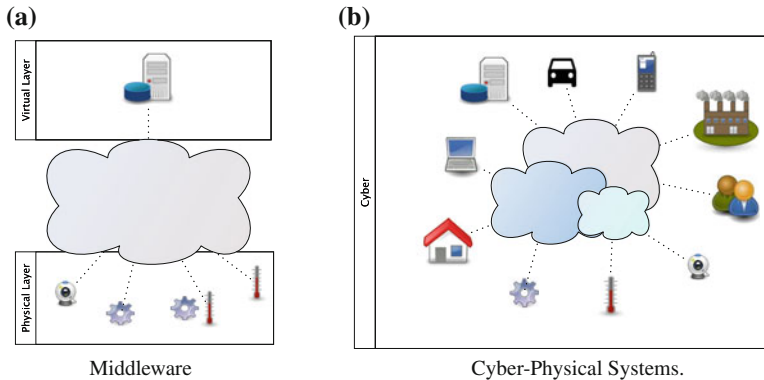 (a)
Virtual Layer
Physical Layer
Middleware
(b)
Cyber
Cyber-Physical Systems.